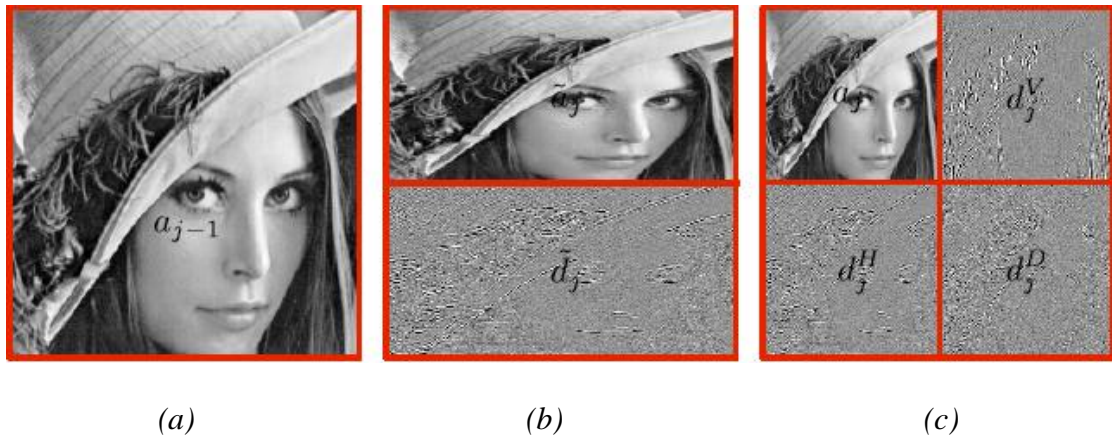 a_{j-1}
ã_j
d̃_j
a_j
d_j^V
d_j^H
d_j^D
(a)
(b)
(c)